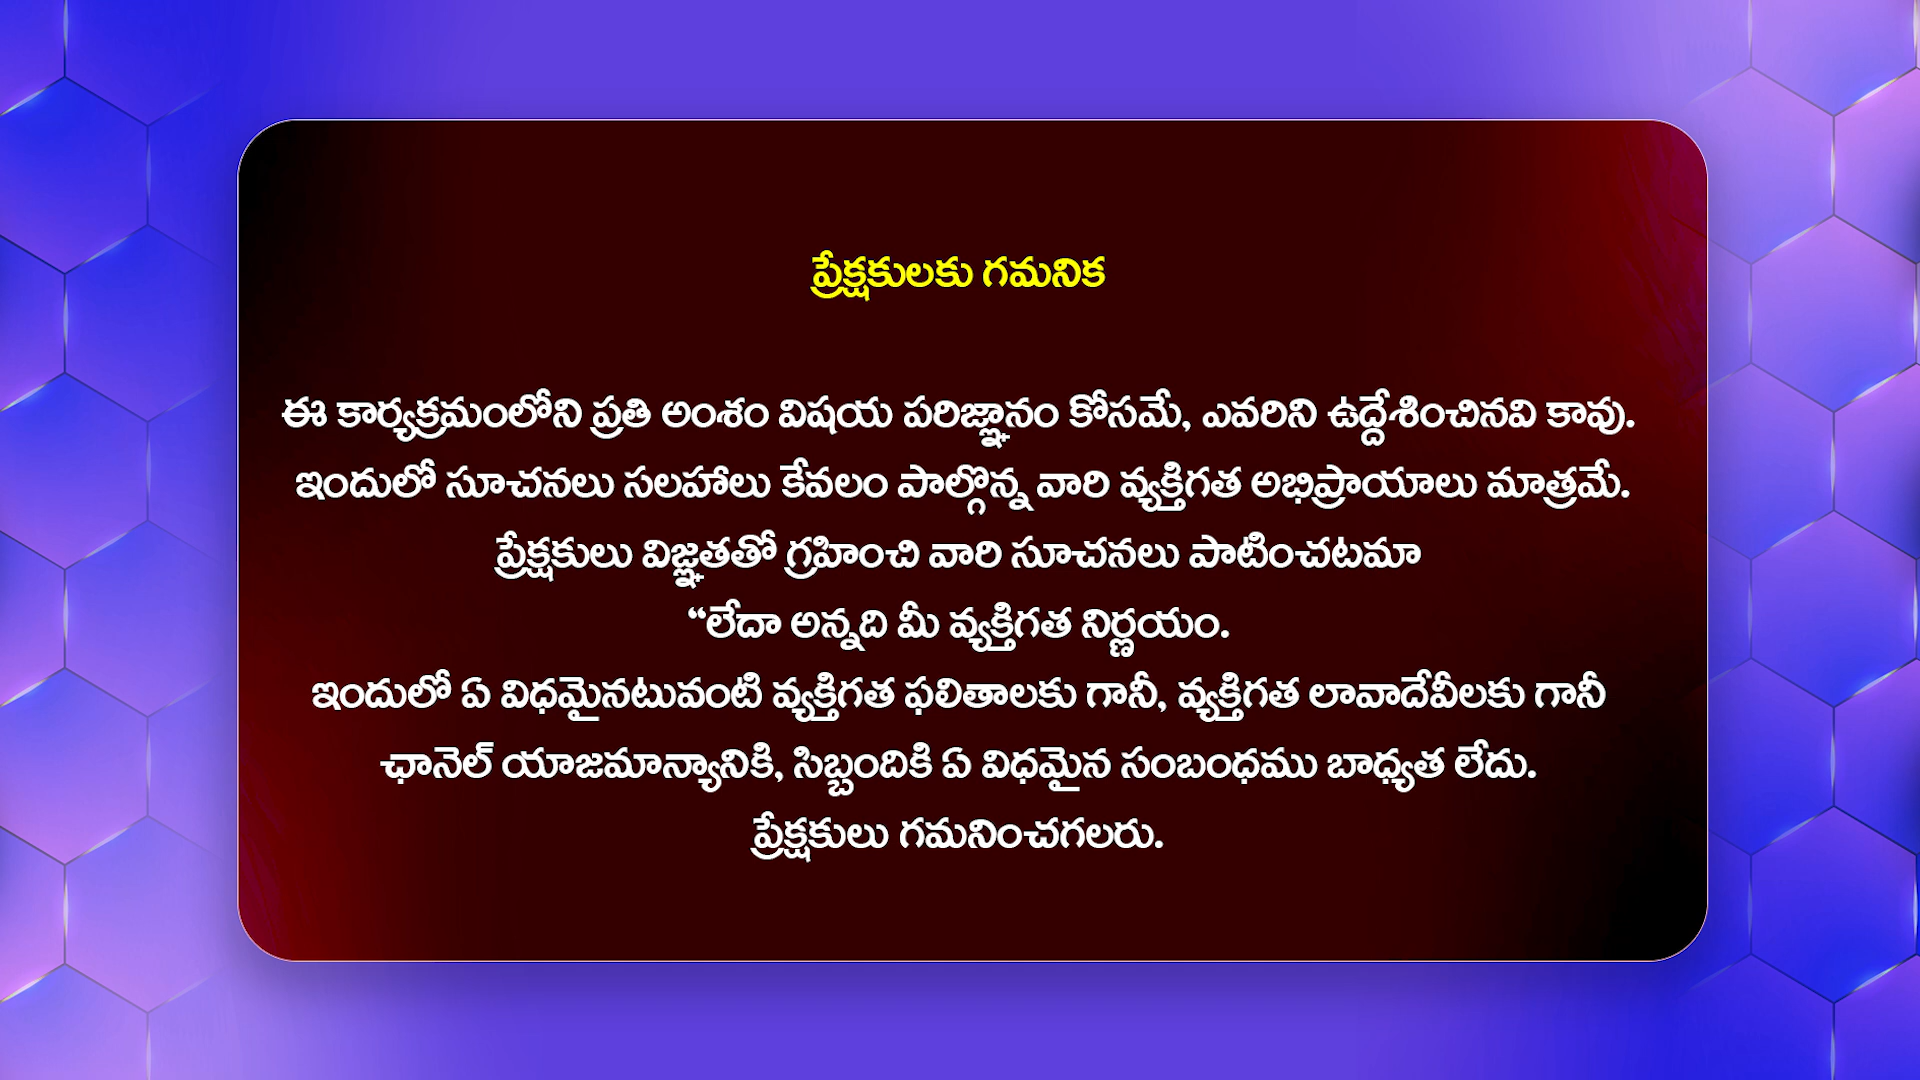 ప్రేక్షకులకు గమనిక
ఈ కార్యక్రమంలోని ప్రతి అంశం విషయ పరిజ్ఞానం కోసమే, ఎవరిని ఉద్దేశించినవి కావు.
ఇందులో సూచనలు సలహాలు కేవలం పాల్గొన్న వారి వ్యక్తిగత అభిప్రాయాలు మాత్రమే.
ప్రేక్షకులు విజ్ఞతతో గ్రహించి వారి సూచనలు పాటించటమా
“లేదా అన్నది మీ వ్యక్తిగత నిర్ణయం.
ఇందులో ఏ విధమైనటువంటి వ్యక్తిగత ఫలితాలకు గానీ, వ్యక్తిగత లావాదేవీలకు గానీ
ఛానెల్ యాజమాన్యానికి, సిబ్బందికి ఏ విధమైన సంబంధము బాధ్యత లేదు.
ప్రేక్షకులు గమనించగలరు.